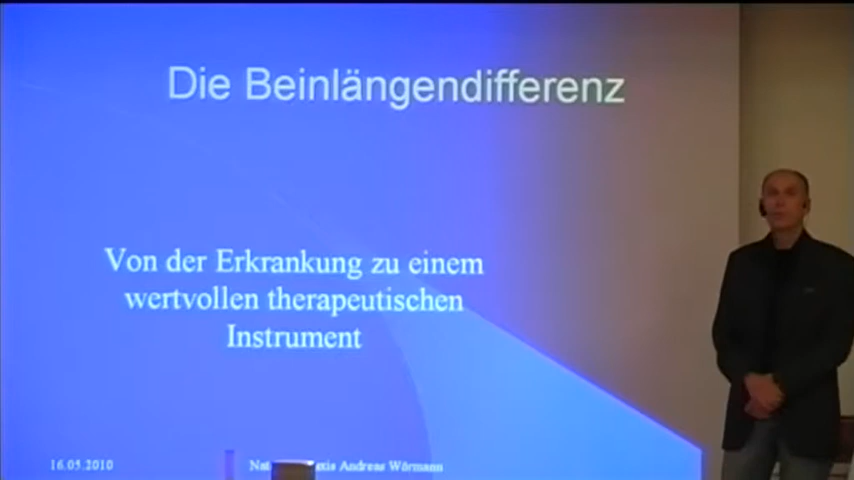 Die Beinlängendifferenz
Von der Erkrankung zu einem
wertvollen therapeutischen
Instrument
16.05.2010
Andreas Wörmann